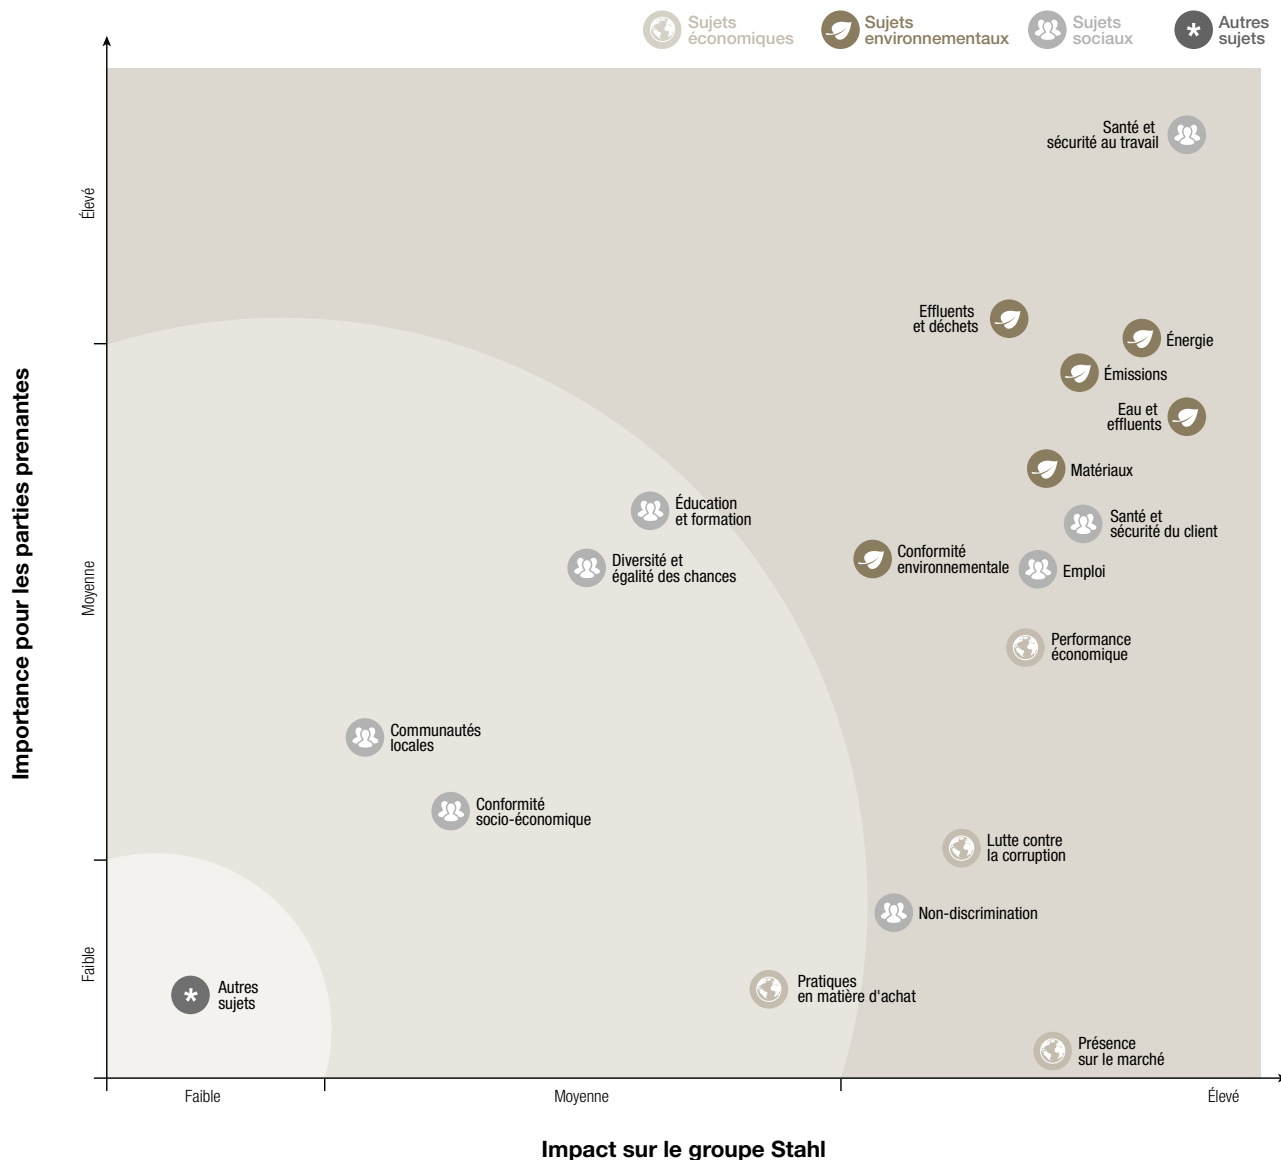 Sujets
économiques
Sujets
environnementaux
Sujets
sociaux
*
Autres
sujets
Importance pour les parties prenantes
Élevé
Moyenne
Faible
Santé et
sécurité au travail
Effluents
et déchets
Énergie
Émissions
Eau et
effluents
Matériaux
Éducation
et formation
Santé et
sécurité du client
Diversité et
égalité des chances
Conformité
environnementale
Emploi
Performance
économique
Communautés
locales
Conformité
socio-économique
Lutte contre
la corruption
Non-discrimination
*
Autres
sujets
Pratiques
en matière d'achat
Présence
sur le marché
Faible
Moyenne
Élevé
Impact sur le groupe Stahl